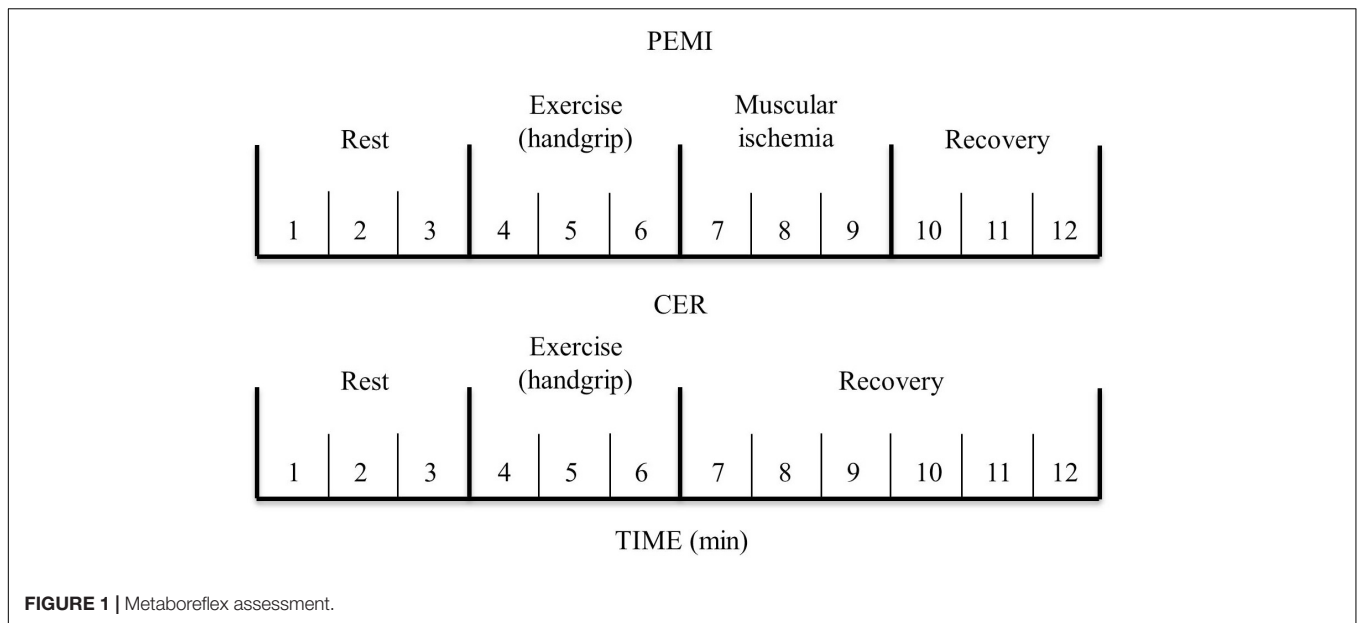 PEMI
Exercise Muscular
Rest (handgrip) ischemia Recovery
1 2 3 4 5 6 7 8 9 10 11 12
CER
Exercise
Rest (handgrip) Recovery
1 2 3 4 5 6 7 8 9 10 11 12
TIME (min)
FIGURE 1 | Metaboreflex assessment.